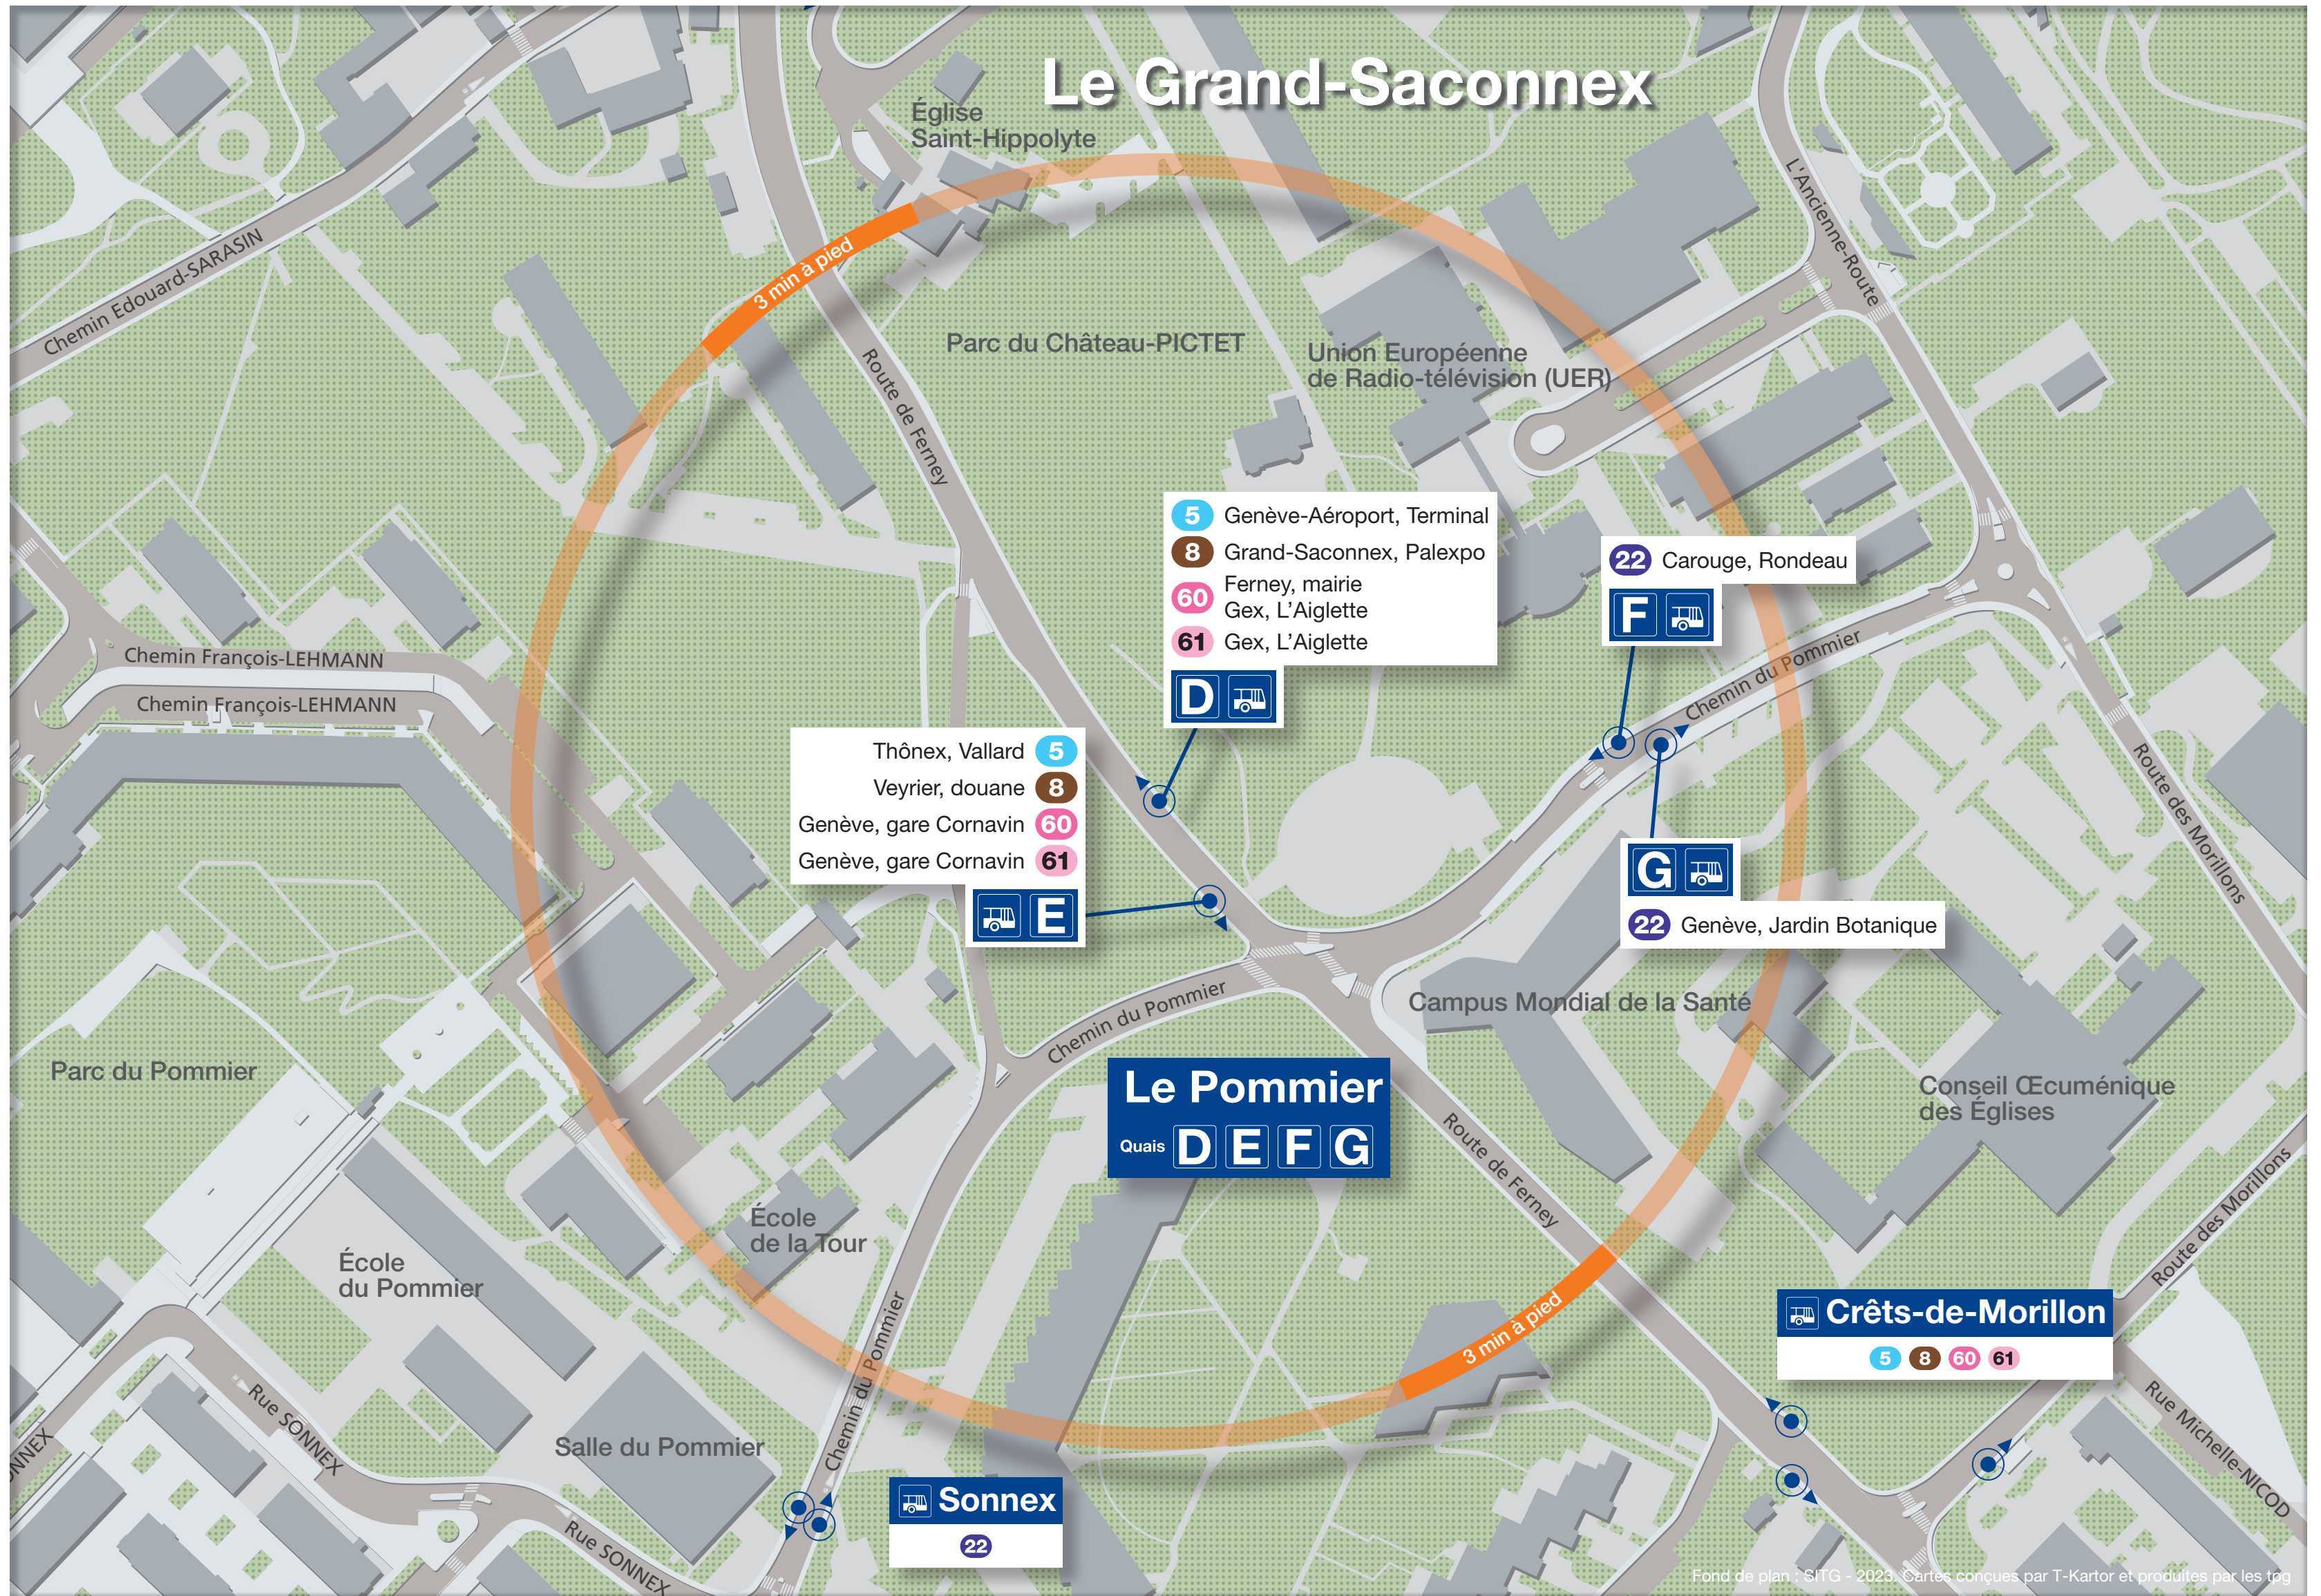 Le Grand-Saconnex
Église
Saint-Hippolyte
L'Ancienne-Route
Chemin Edouard-SARASIN
3 min à pied
Parc du Château-PICTET
Union Européenne
de Radio-télévision (UER)
Route de Ferney
5 Genève-Aéroport, Terminal
8 Grand-Saconnex, Palexpo
60 Ferney, mairie
Gex, L'Aiglette
61 Gex, L'Aiglette
D
22 Carouge, Rondeau
F
Chemin François-LEHMANN
Chemin François-LEHMANN
Chemin du Pommier
Thônex, Vallard 5
Veyrier, douane 8
Genève, gare Cornavin 60
Genève, gare Cornavin 61
E
Route des Morillons
G
22 Genève, Jardin Botanique
Campus Mondial de la Santé
Chemin du Pommier
Parc du Pommier
Le Pommier
Quais D E F G
Conseil Œcuménique
des Églises
Route de Ferney
Route des Morillons
École
de la Tour
École
du Pommier
3 min à pied
Crêts-de-Morillon
5 8 60 61
Chemin du Pommier
Rue SONNEX
Rue Michelle-NICOD
Salle du Pommier
ONNEX
Sonnex
22
Rue SONNEX
Fond de plan : SITG - 2023. Cartes conçues par T-Kartor et produites par les tpg